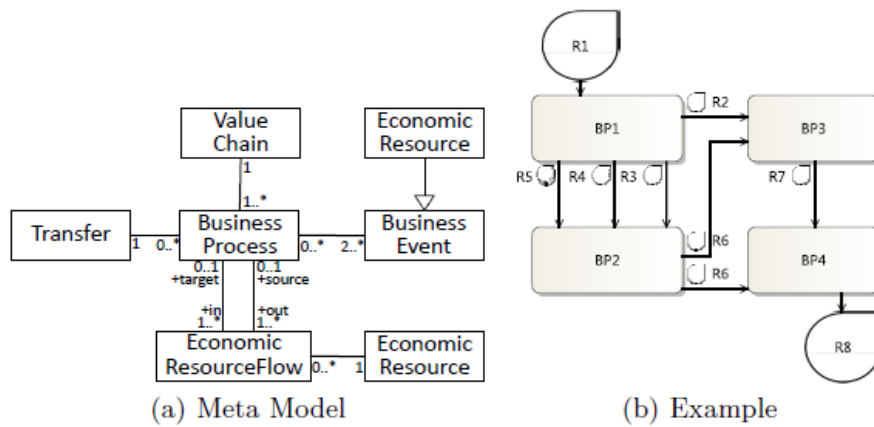 Value
Chain
1
1..*
Economic
Resource
Transfer
1
0..*
Business
Process
0..*
2..*
Business
Event
0..1
+target
0..1
+source
+in
1..*
+out
1..*
Economic
ResourceFlow
0..*
1
Economic
Resource
(a) Meta Model
R1
BP1
R2
BP3
R5
R4
R3
R7
BP2
R6
R6
BP4
R8
(b) Example